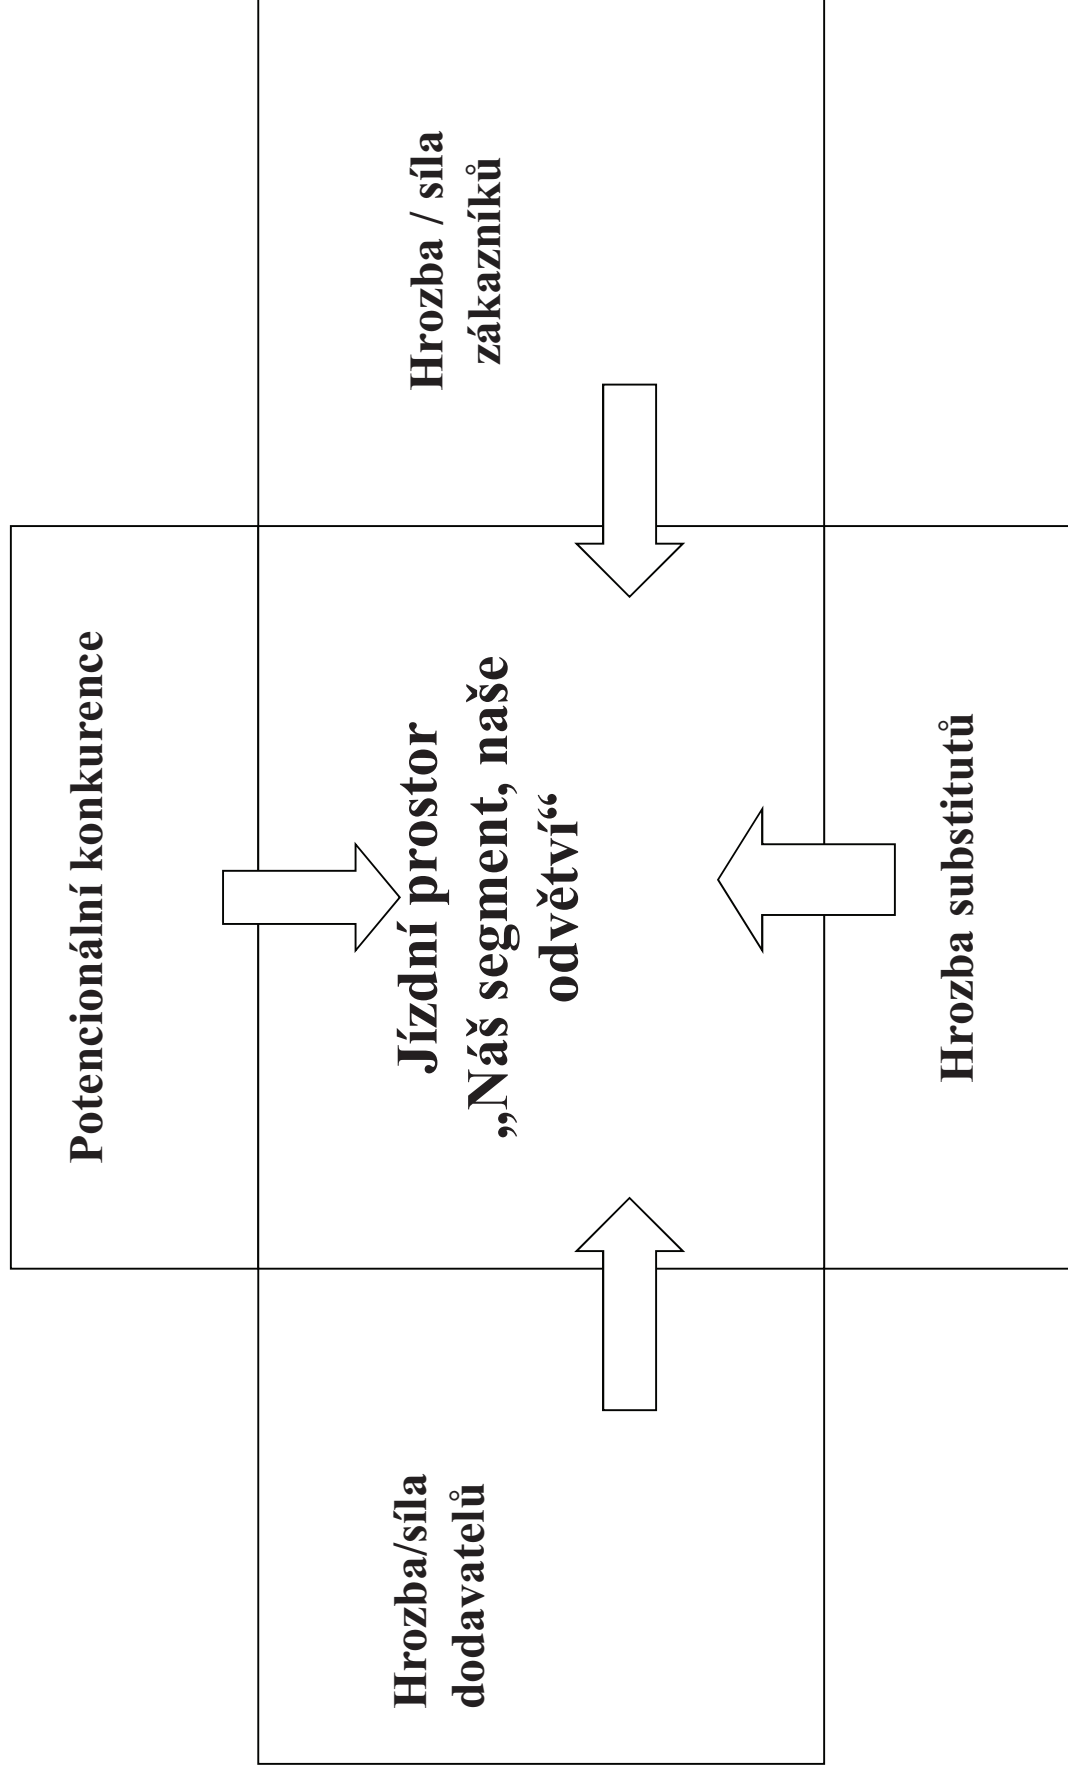 Potencionální konkurence
Hrozba/síla
dodavatelů
Jízdní prostor
„Náš segment, naše
odvětví“
Hrozba / síla
zákazníků
Hrozba substitutů